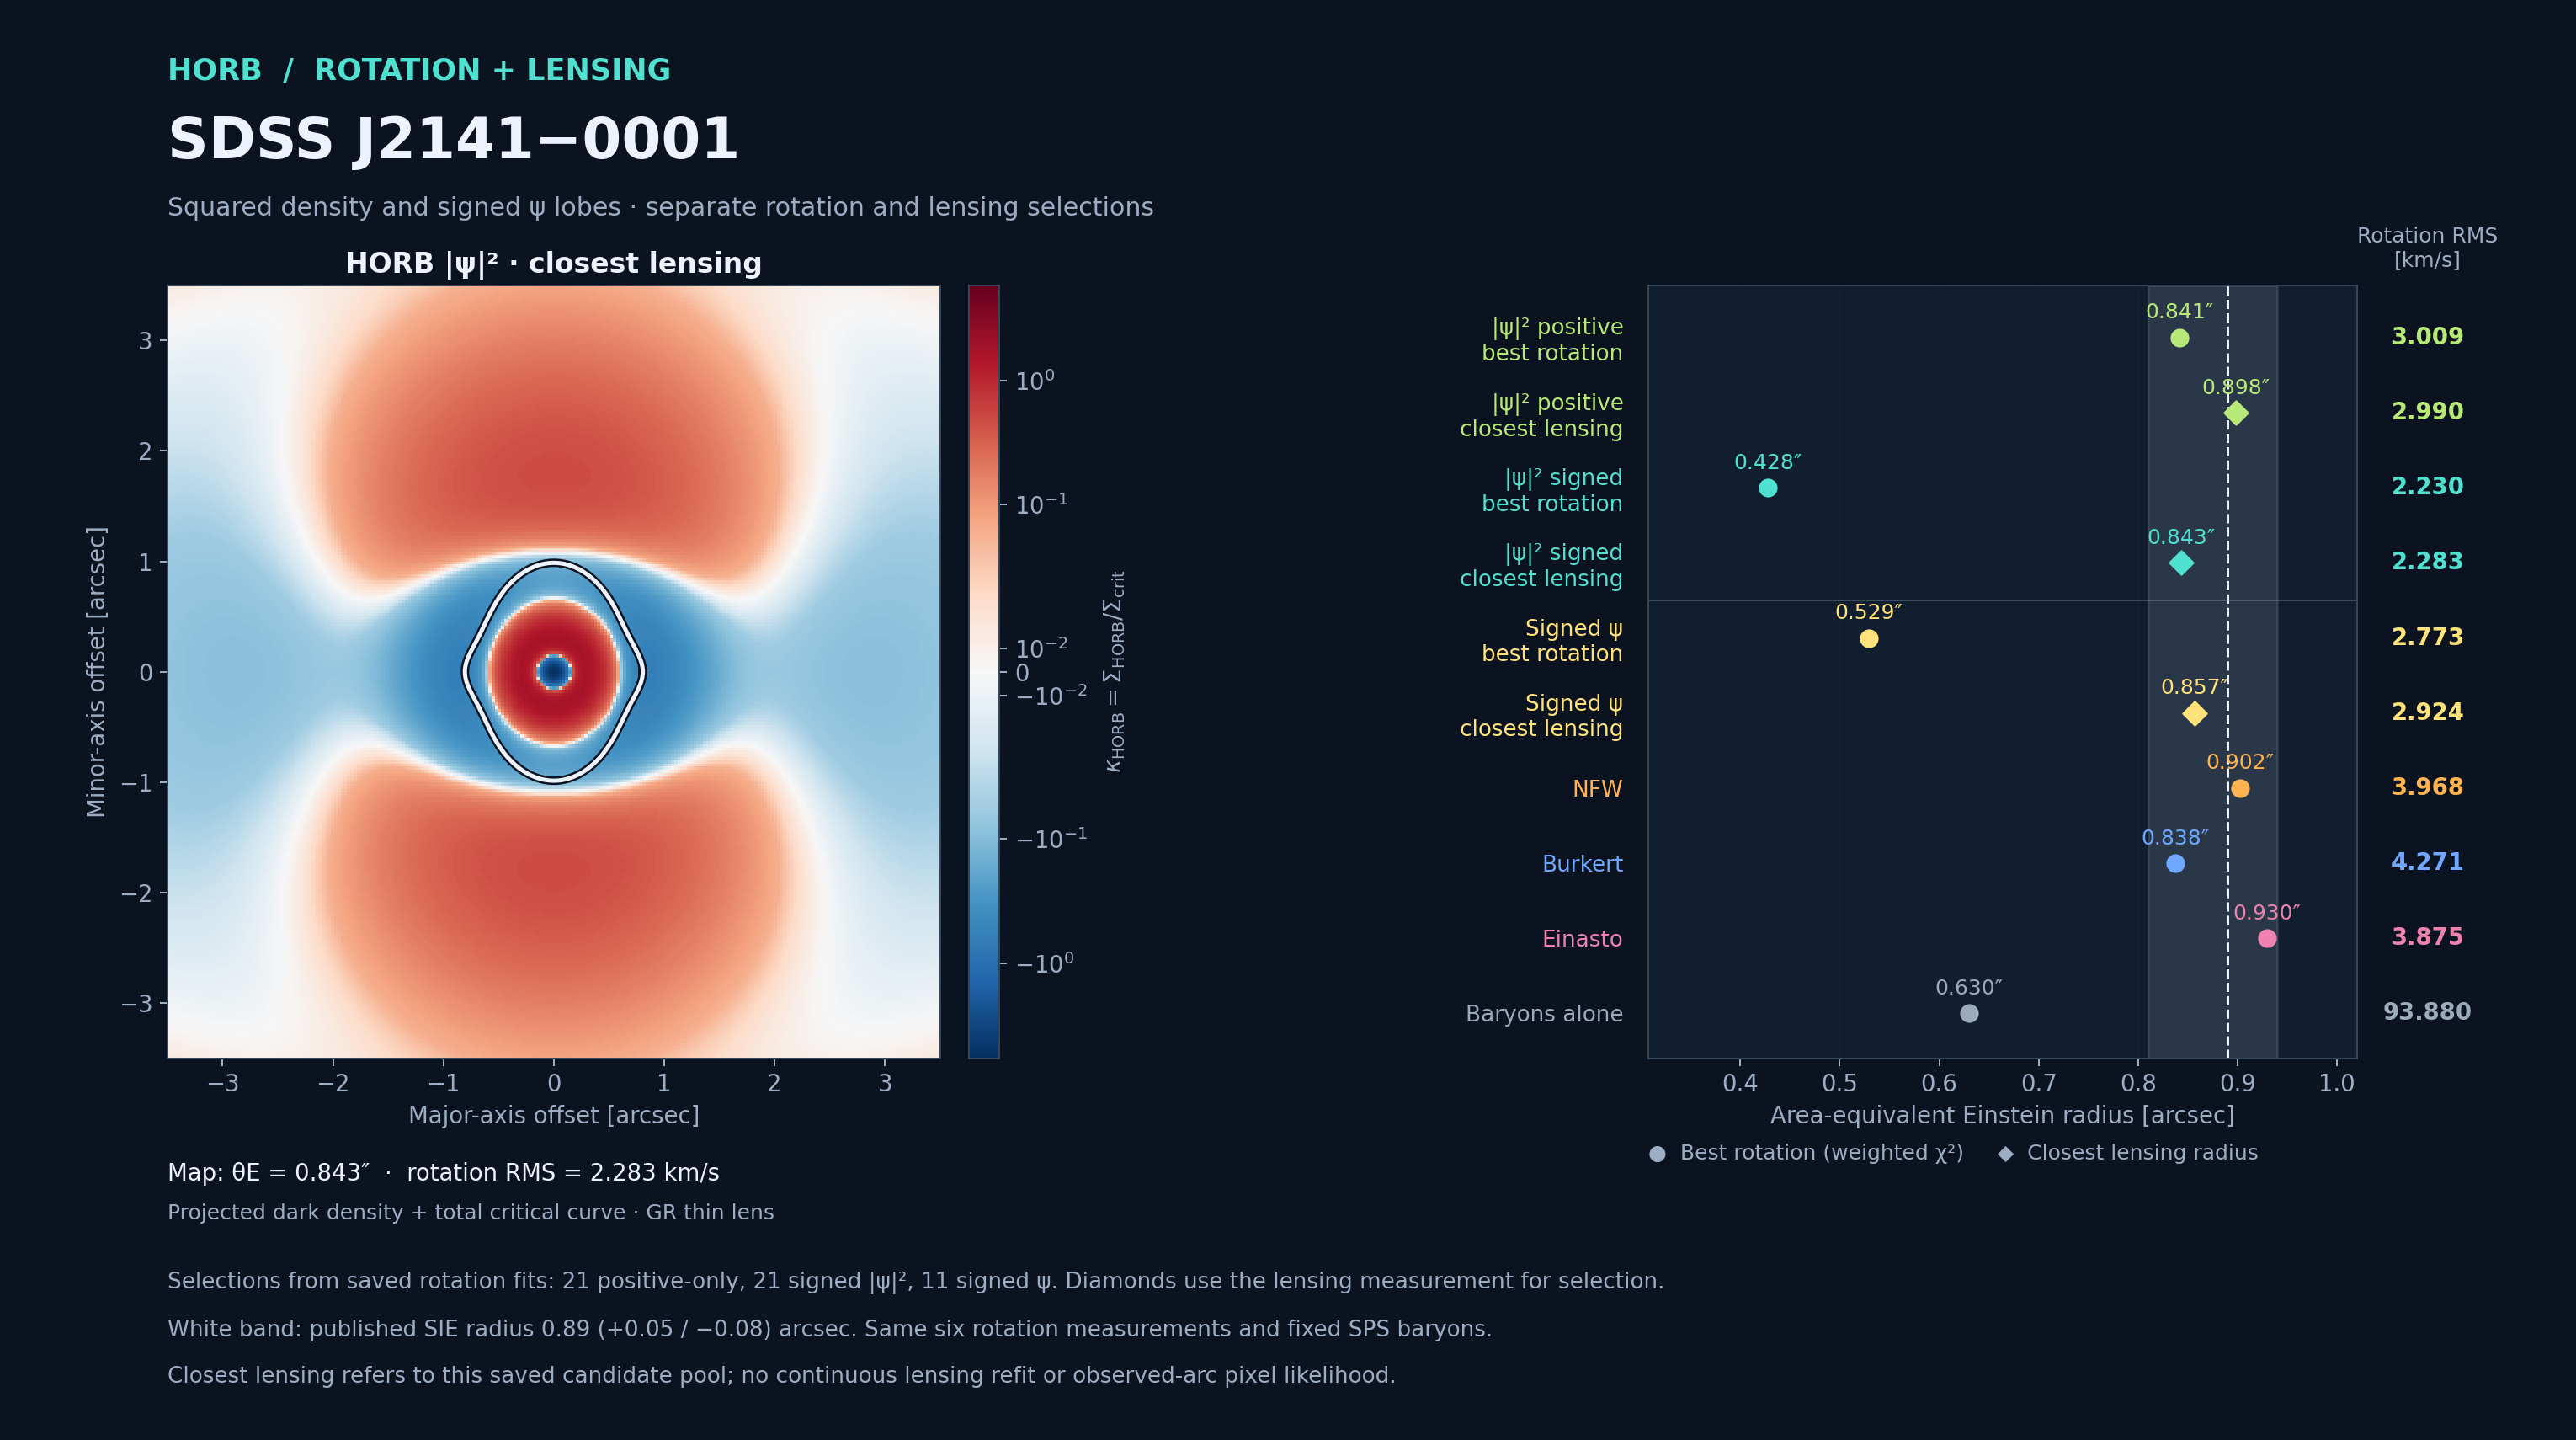 HORB / ROTATION + LENSING
SDSS J2141−0001
Squared density and signed ψ lobes · separate rotation and lensing selections
HORB |ψ|² · closest lensing
3
2
1
0
−1
−2
−3
Minor-axis offset [arcsec]
−3 −2 −1 0 1 2 3
Major-axis offset [arcsec]
10⁰
10⁻¹
10⁻²
0
−10⁻²
−10⁻¹
−10⁰
κHORB = ΣHORB/Σcrit
Rotation RMS
[km/s]
|ψ|² positive
best rotation
0.841″
3.009
|ψ|² positive
closest lensing
0.898″
2.990
|ψ|² signed
best rotation
0.428″
2.230
|ψ|² signed
closest lensing
0.843″
2.283
Signed ψ
best rotation
0.529″
2.773
Signed ψ
closest lensing
0.857″
2.924
NFW
0.902″
3.968
Burkert
0.838″
4.271
Einasto
0.930″
3.875
Baryons alone
0.630″
93.880
0.4 0.5 0.6 0.7 0.8 0.9 1.0
Area-equivalent Einstein radius [arcsec]
Best rotation (weighted χ²) Closest lensing radius
Map: θE = 0.843″ · rotation RMS = 2.283 km/s
Projected dark density + total critical curve · GR thin lens
Selections from saved rotation fits: 21 positive-only, 21 signed |ψ|², 11 signed ψ. Diamonds use the lensing measurement for selection.
White band: published SIE radius 0.89 (+0.05 / −0.08) arcsec. Same six rotation measurements and fixed SPS baryons.
Closest lensing refers to this saved candidate pool; no continuous lensing refit or observed-arc pixel likelihood.